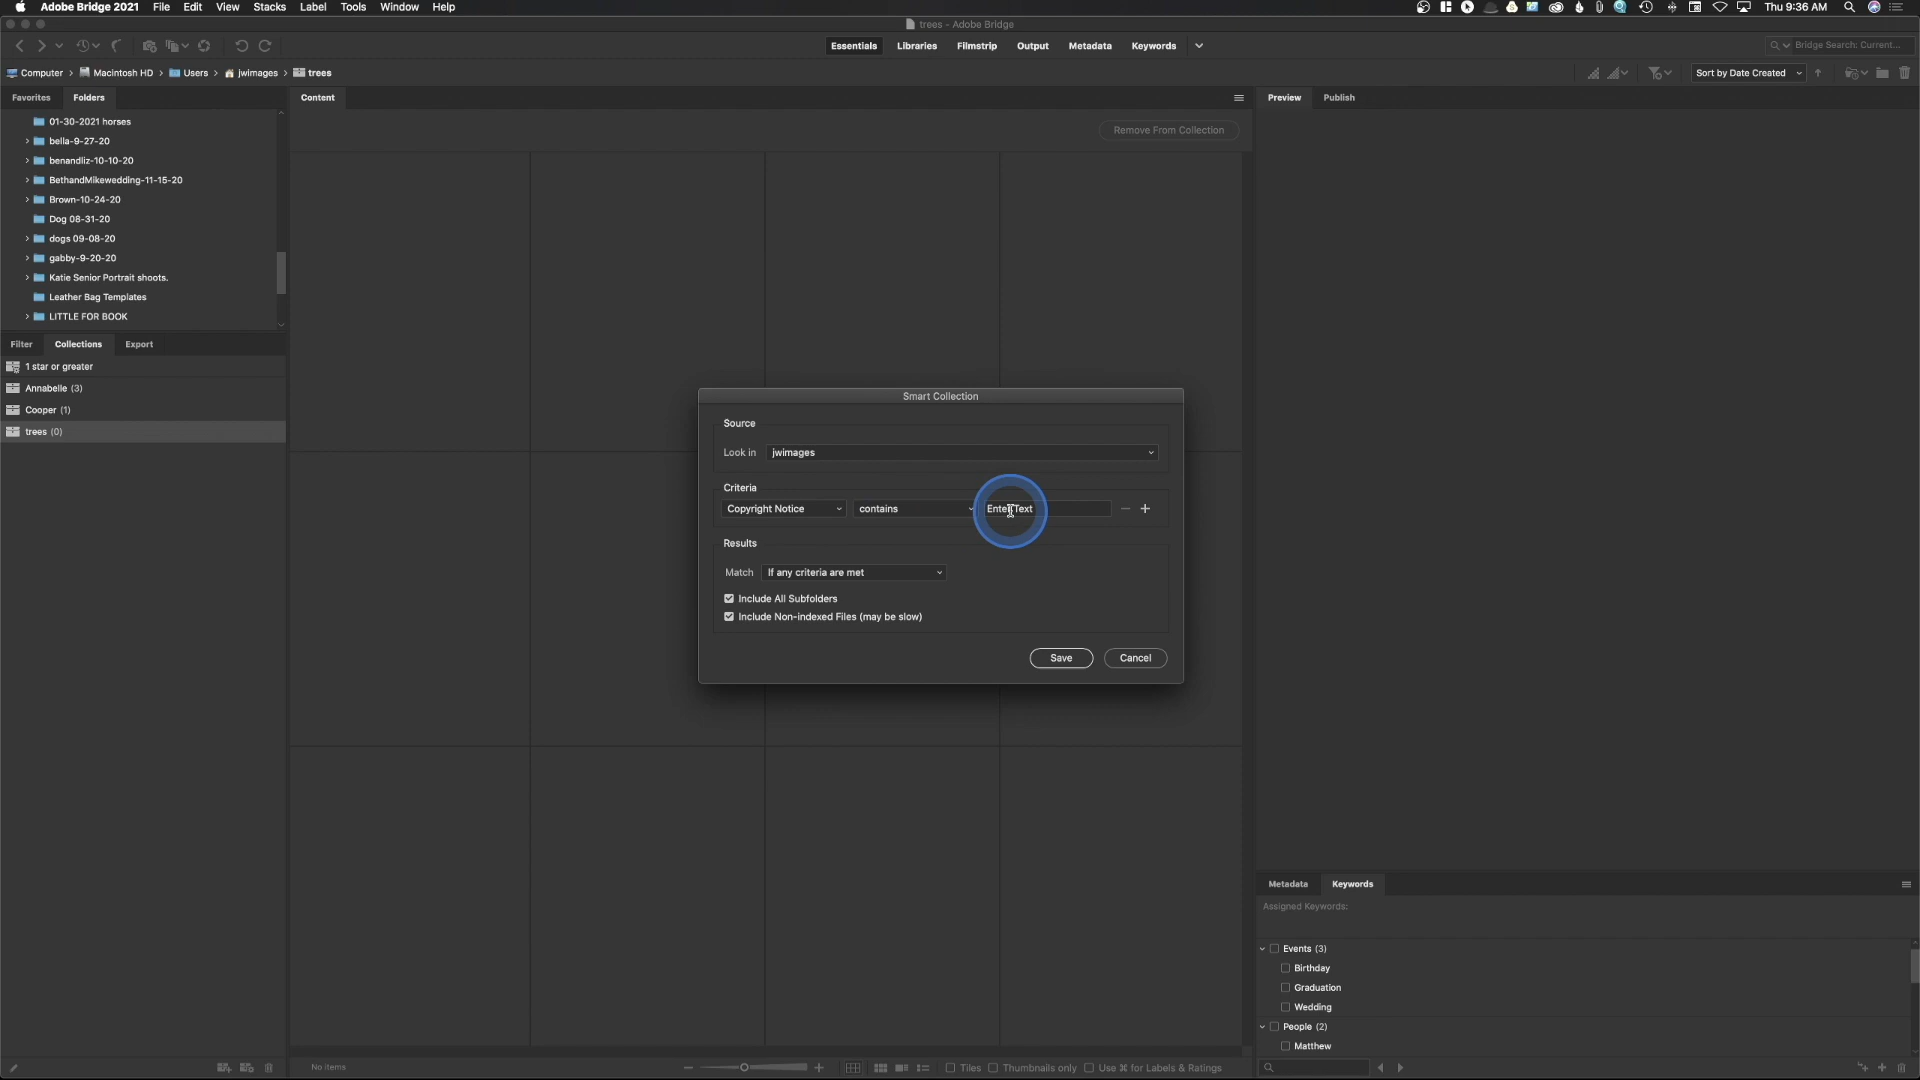 Adobe Bridge 2021 File Edit View Stacks Label Tools Window Help
Thu 9:36 AM
trees - Adobe Bridge
Essentials Libraries Filmstrip Output Metadata Keywords
Bridge Search: Current...
Computer Macintosh HD Users jwimages trees
Sort by Date Created
Favorites Folders
01-30-2021 horses
bella-9-27-20
benandliz-10-10-20
BethandMikewedding-11-15-20
Brown-10-24-20
Dog 08-31-20
dogs 09-08-20
gabby-9-20-20
Katie Senior Portrait shoots.
Leather Bag Templates
LITTLE FOR BOOK
Filter Collections Export
1 star or greater
Annabelle (3)
Cooper (1)
trees (0)
Content
Remove From Collection
Smart Collection
Source
Look in jwimages
Criteria
Copyright Notice contains Enter Text
Results
Match If any criteria are met
Include All Subfolders
Include Non-indexed Files (may be slow)
Save Cancel
No items
Tiles Thumbnails only Use ⌘ for Labels & Ratings
Preview Publish
Metadata Keywords
Assigned Keywords:
Events (3)
Birthday
Graduation
Wedding
People (2)
Matthew